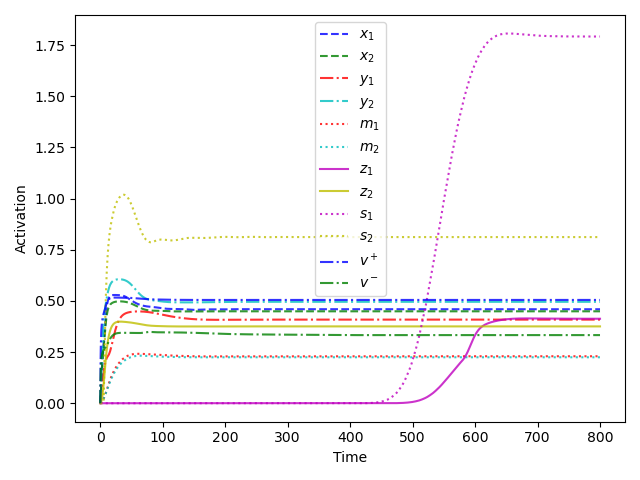 1.75
1.50
1.25
1.00
0.75
0.50
0.25
0.00
Activation
x₁
x₂
y₁
y₂
m₁
m₂
z₁
z₂
s₁
s₂
v⁺
v⁻
0 100 200 300 400 500 600 700 800
Time